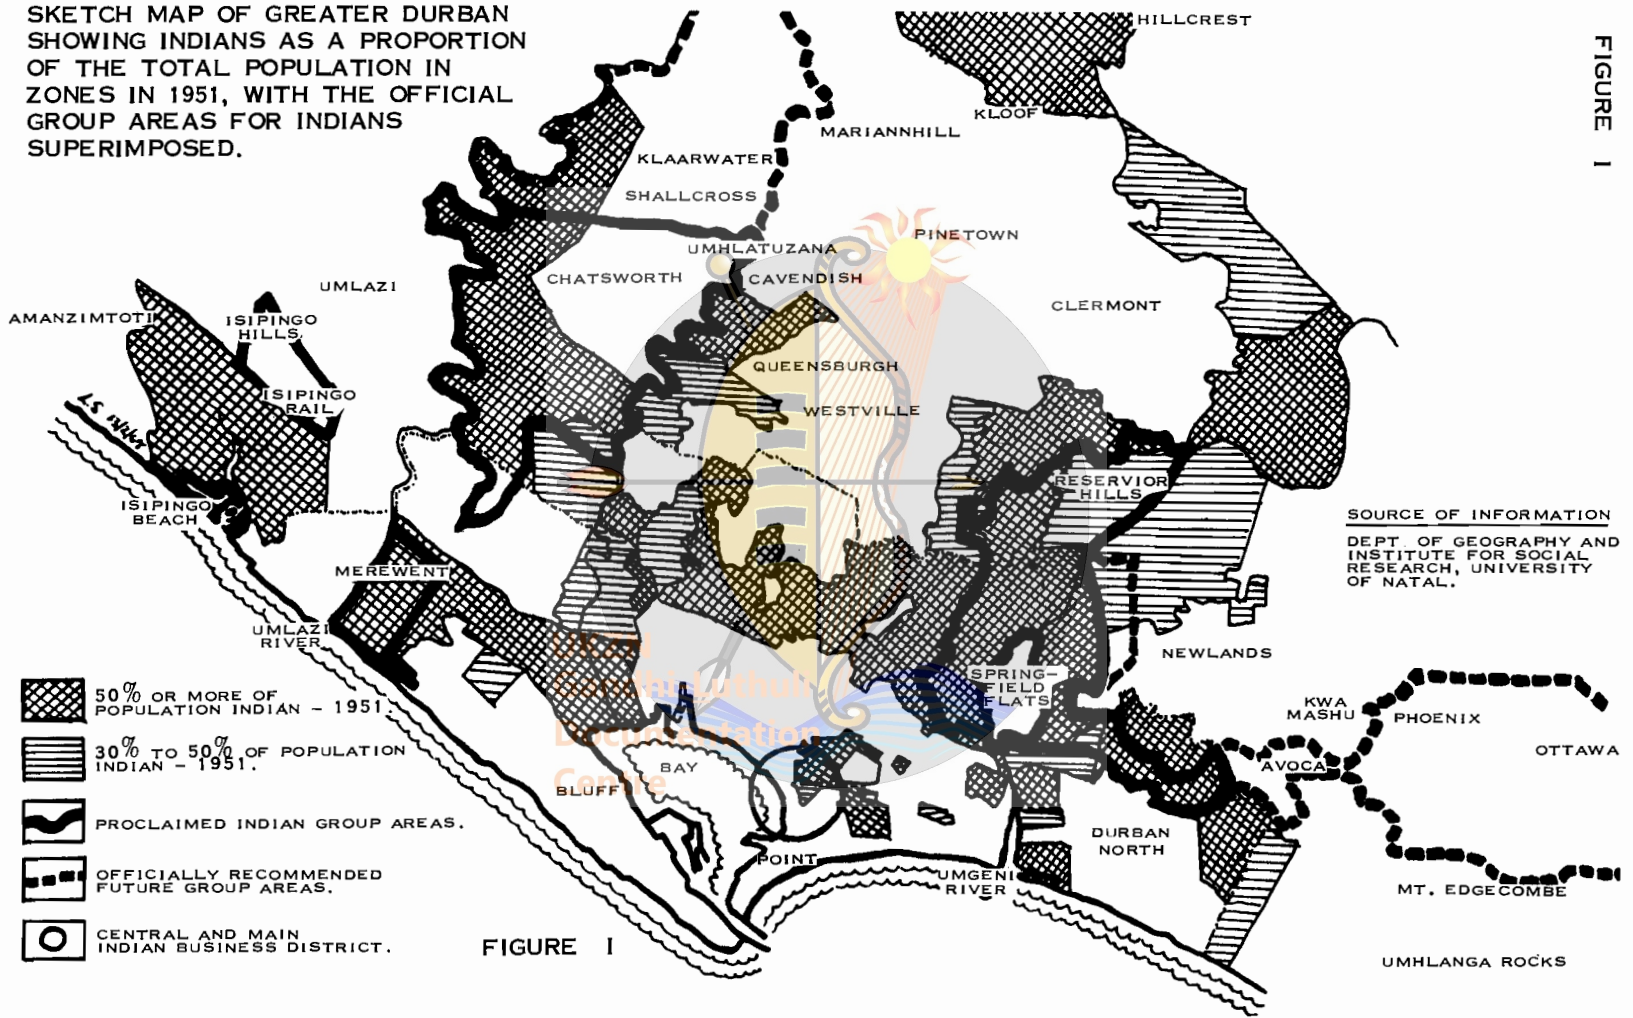 SKETCH MAP OF GREATER DURBAN
SHOWING INDIANS AS A PROPORTION
OF THE TOTAL POPULATION IN
ZONES IN 1951, WITH THE OFFICIAL
GROUP AREAS FOR INDIANS
SUPERIMPOSED.
HILLCREST
FIGURE I
KLOOF
MARIANNHILL
KLAARWATER
SHALLCROSS
PINETOWN
UMHLATUZANA
CHATSWORTH
CAVENDISH
UMLAZI
CLERMONT
AMANZIMTOTI
ISIPINGO
HILLS
QUEENSBURGH
ISIPINGO
RAIL
WESTVILLE
RESERVIOR
HILLS
ISIPINGO
BEACH
SOURCE OF INFORMATION
DEPT. OF GEOGRAPHY AND
INSTITUTE FOR SOCIAL
RESEARCH, UNIVERSITY
OF NATAL.
MEREWENT
UMLAZI
RIVER
UKZN
Gandhi-Luthuli
Documentation
Centre
NEWLANDS
SPRING-
FIELD
FLATS
50% OR MORE OF
POPULATION INDIAN - 1951
KWA
MASHU
PHOENIX
OTTAWA
30% TO 50% OF POPULATION
INDIAN - 1951.
BAY
AVOCA
BLUFF
PROCLAIMED INDIAN GROUP AREAS.
DURBAN
NORTH
POINT
OFFICIALLY RECOMMENDED
FUTURE GROUP AREAS.
UMGENI
RIVER
MT. EDGECOMBE
CENTRAL AND MAIN
INDIAN BUSINESS DISTRICT.
FIGURE I
UMHLANGA ROCKS